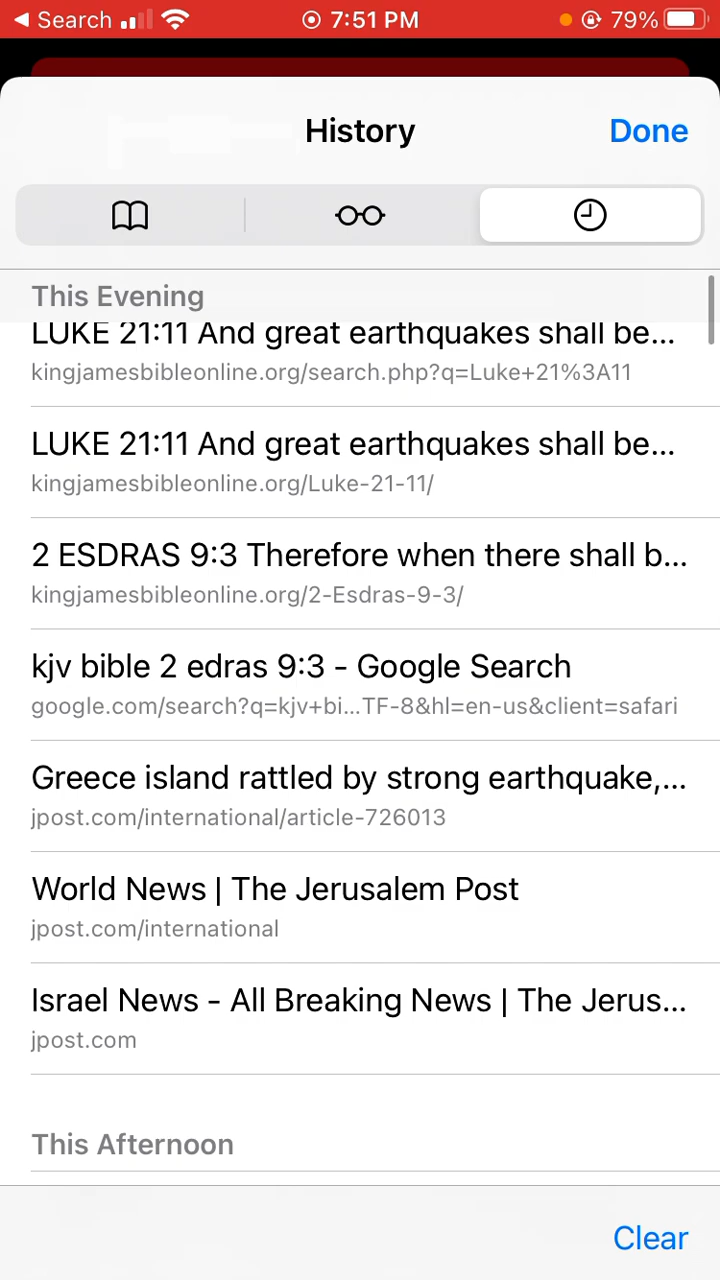 Search 7:51 PM 79%
History Done
This Evening
LUKE 21:11 And great earthquakes shall be...
kingjamesbibleonline.org/search.php?q=Luke+21%3A11
LUKE 21:11 And great earthquakes shall be...
kingjamesbibleonline.org/Luke-21-11/
2 ESDRAS 9:3 Therefore when there shall b...
kingjamesbibleonline.org/2-Esdras-9-3/
kjv bible 2 edras 9:3 - Google Search
google.com/search?q=kjv+bi...TF-8&hl=en-us&client=safari
Greece island rattled by strong earthquake,...
jpost.com/international/article-726013
World News | The Jerusalem Post
jpost.com/international
Israel News - All Breaking News | The Jerus...
jpost.com
This Afternoon
Clear